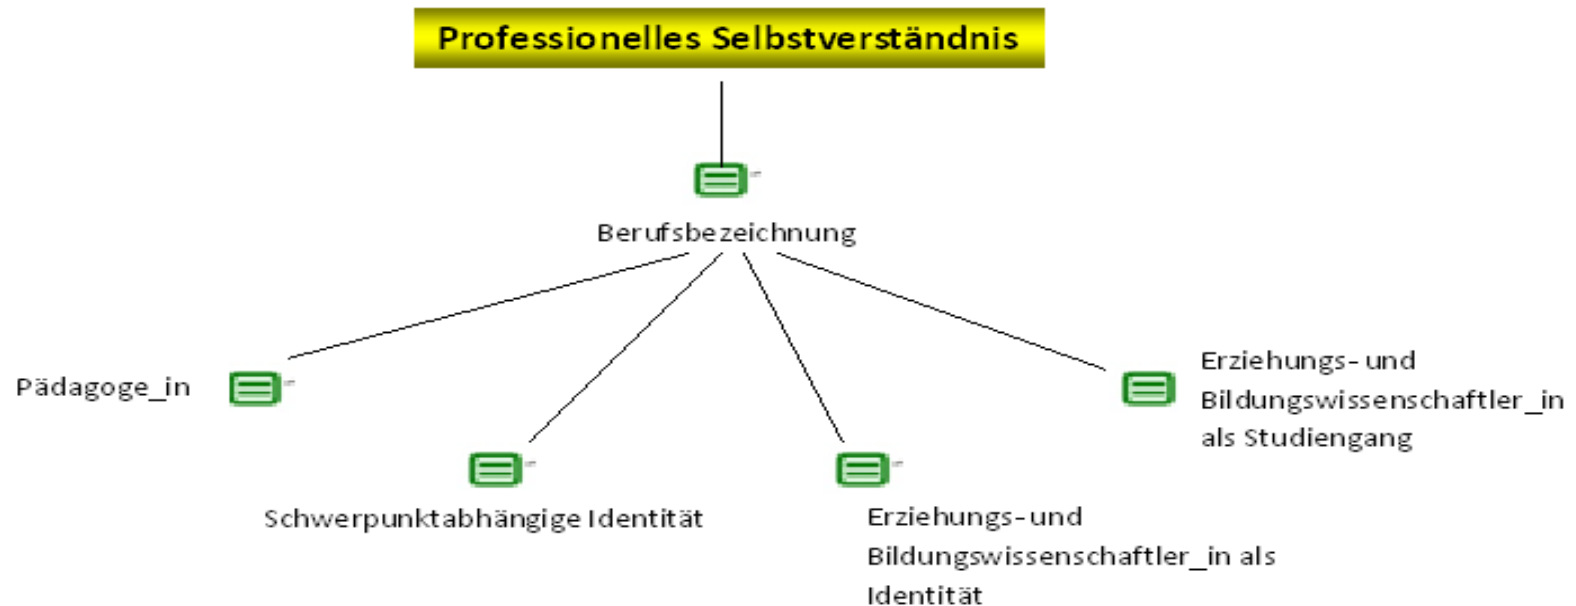 Professionelles Selbstverständnis
Berufsbezeichnung
Pädagoge_in
Erziehungs- und
Bildungswissenschaftler_in
als Studiengang
Schwerpunktabhängige Identität
Erziehungs- und
Bildungswissenschaftler_in als
Identität